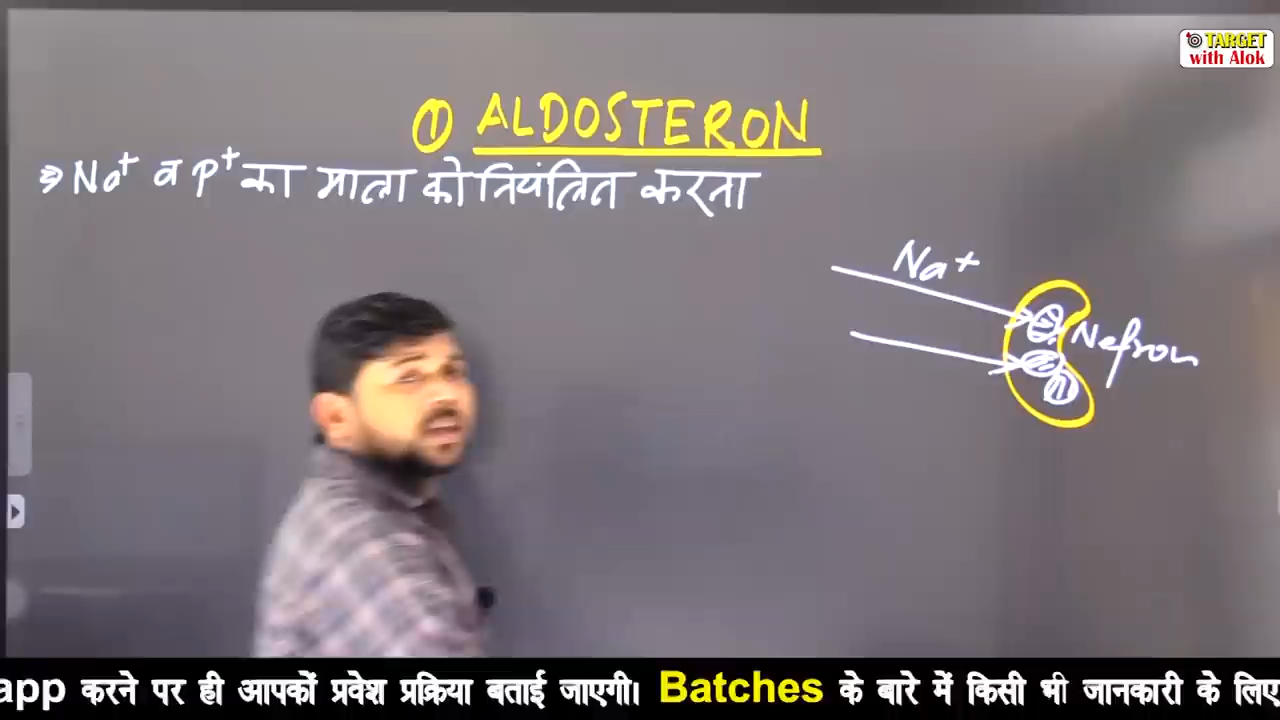 TARGET
with Alok
① ALDOSTERON
⇒ Na⁺ व P⁺ का मात्रा को नियंत्रित करता
Na+
Nefron
app करने पर ही आपकों प्रवेश प्रक्रिया बताई जाएगी। Batches के बारे में किसी भी जानकारी के लिए